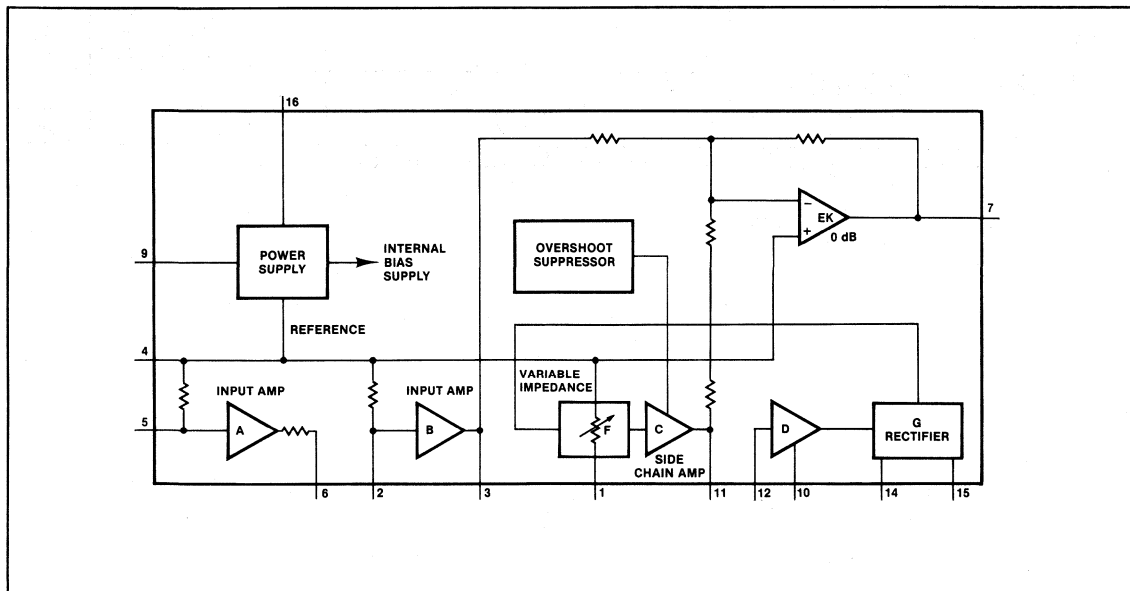 16
7
−
EK
+
0 dB
OVERSHOOT
SUPPRESSOR
9
POWER
SUPPLY
INTERNAL
BIAS
SUPPLY
REFERENCE
4
VARIABLE
IMPEDANCE
INPUT AMP
INPUT AMP
5
A
B
F
C
D
G
RECTIFIER
SIDE
CHAIN AMP
6
2
3
1
11
12
10
14
15